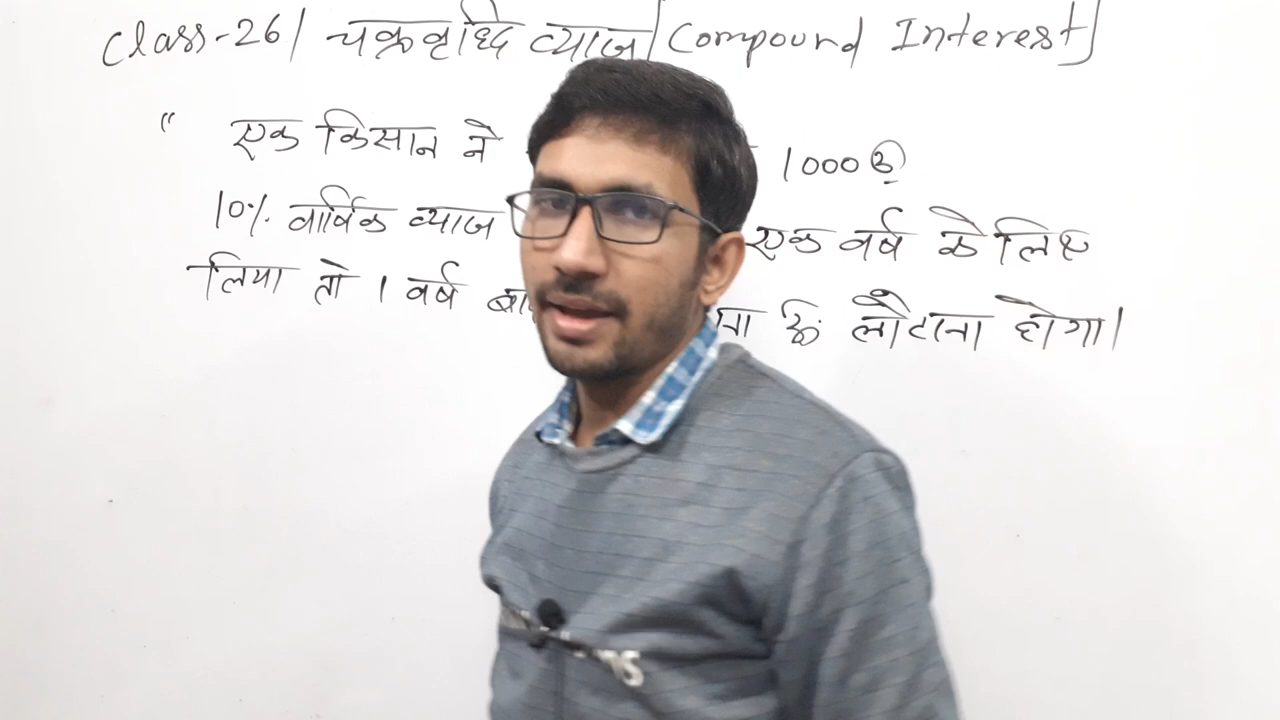 Class-26/ चक्रवृद्धि व्याज [Compound Interest]
" एक किसान ने 1000 रु
10% वार्षिक व्याज एक वर्ष के लिए
लिया तो 1 वर्ष रु लौटाना होगा।